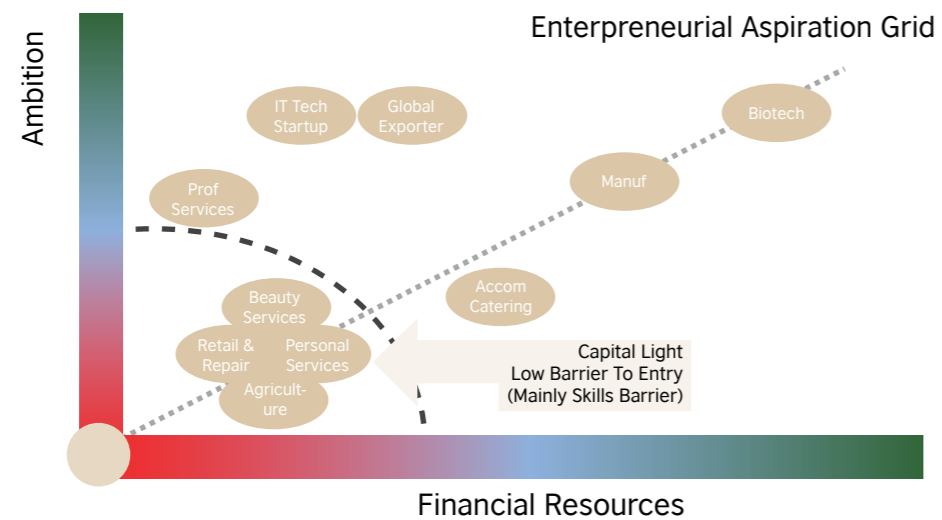 Enterpreneurial Aspiration Grid
Ambition
IT Tech
Startup
Global
Exporter
Biotech
Prof
Services
Manuf
Beauty
Services
Accom
Catering
Retail &
Repair
Personal
Services
Agricult-
ure
Capital Light
Low Barrier To Entry
(Mainly Skills Barrier)
Financial Resources